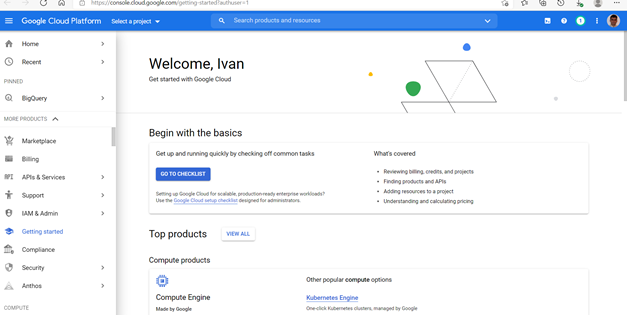 https://console.cloud.google.com/getting-started?authuser=1
Google Cloud Platform
Select a project
Search products and resources
1
Home
Recent
PINNED
BigQuery
MORE PRODUCTS
Marketplace
Billing
API
APIs & Services
Support
IAM & Admin
Getting started
Compliance
Security
Anthos
COMPUTE
Welcome, Ivan
Get started with Google Cloud
Begin with the basics
Get up and running quickly by checking off common tasks
GO TO CHECKLIST
Setting up Google Cloud for scalable, production-ready enterprise workloads?
Use the Google Cloud setup checklist designed for administrators.
What's covered
• Reviewing billing, credits, and projects
• Finding products and APIs
• Adding resources to a project
• Understanding and calculating pricing
Top products
VIEW ALL
Compute products
Compute Engine
Made by Google
Other popular compute options
Kubernetes Engine
One-click Kubernetes clusters, managed by Google